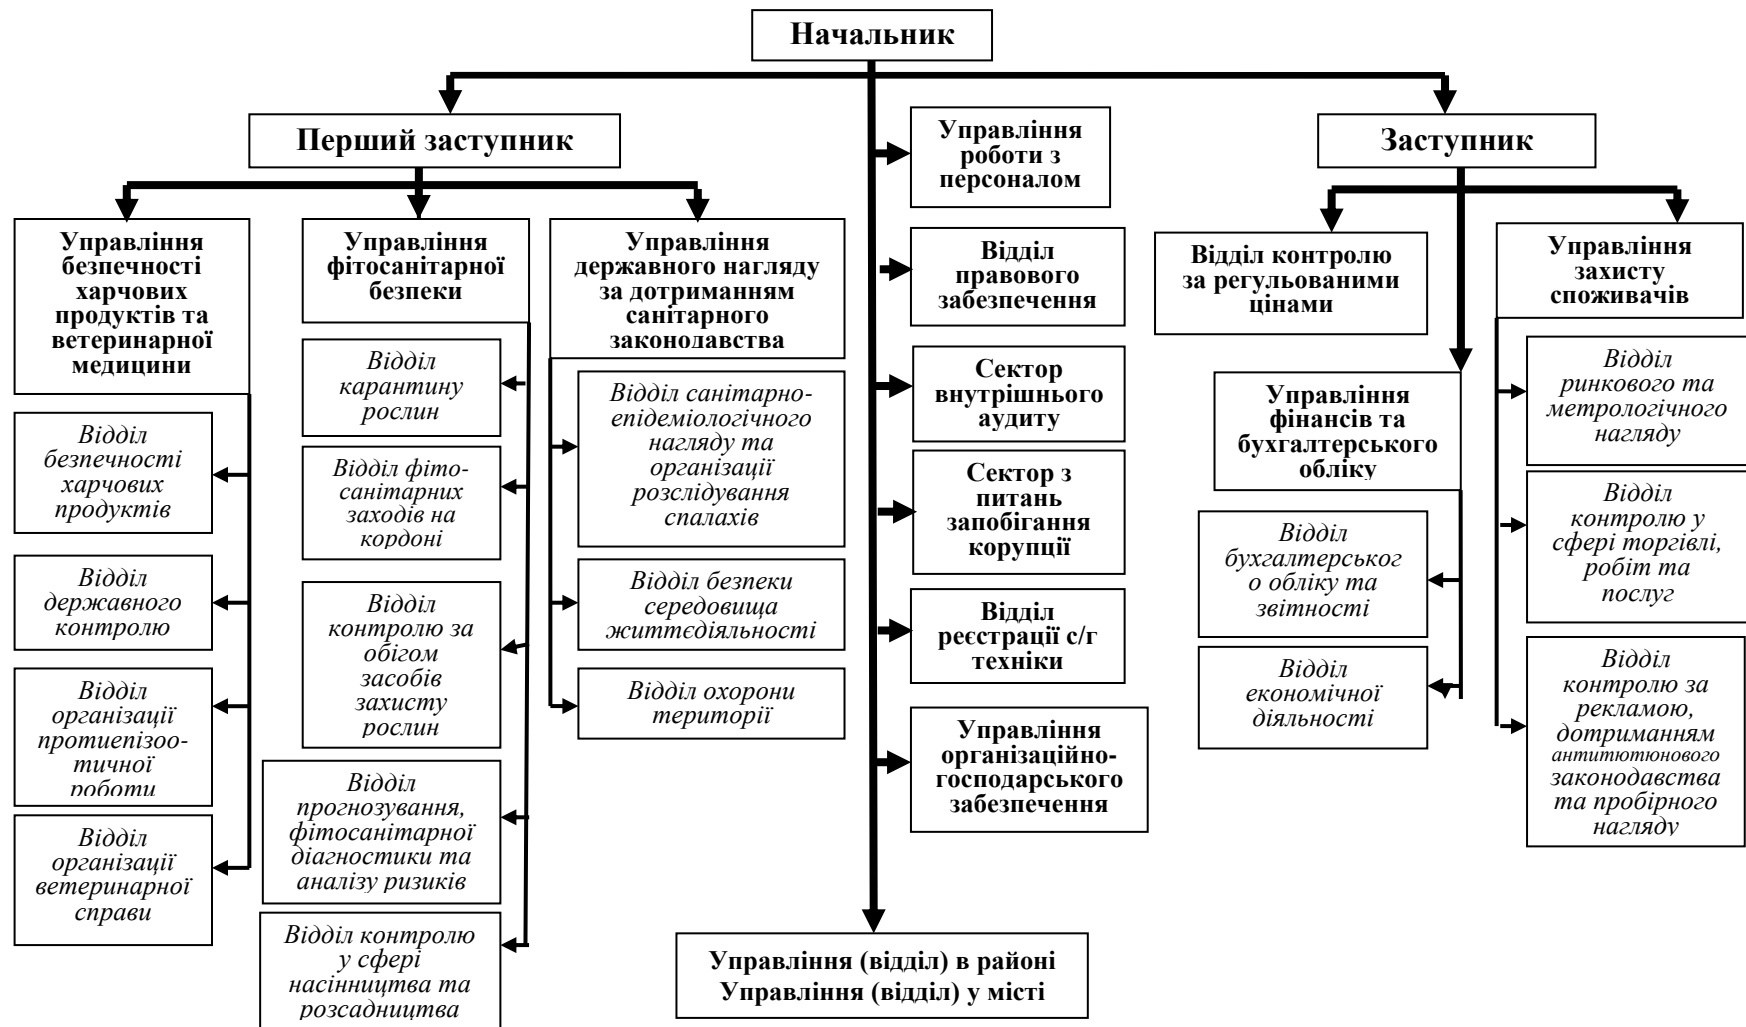 Начальник
Перший заступник
Заступник
Управління
безпечності
харчових
продуктів та
ветеринарної
медицини
Відділ
безпечності
харчових
продуктів
Відділ
державного
контролю
Відділ
організації
протиепізоо-
тичної
роботи
Відділ
організації
ветеринарної
справи
Управління
фітосанітарної
безпеки
Відділ
карантину
рослин
Відділ фіто-
санітарних
заходів на
кордоні
Відділ
контролю за
обігом
засобів
захисту
рослин
Відділ
прогнозування,
фітосанітарної
діагностики та
аналізу ризиків
Відділ контролю
у сфері
насінництва та
розсадництва
Управління
державного нагляду
за дотриманням
санітарного
законодавства
Відділ санітарно-
епідеміологічного
нагляду та
організації
розслідування
спалахів
Відділ безпеки
середовища
життєдіяльності
Відділ охорони
території
Управління
роботи з
персоналом
Відділ
правового
забезпечення
Сектор
внутрішнього
аудиту
Сектор з
питань
запобігання
корупції
Відділ
реєстрації с/г
техніки
Управління
організаційно-
господарського
забезпечення
Управління (відділ) в районі
Управління (відділ) у місті
Відділ контролю
за регульованими
цінами
Управління
фінансів та
бухгалтерського
обліку
Відділ
бухгалтерськог
о обліку та
звітності
Відділ
економічної
діяльності
Управління
захисту
споживачів
Відділ
ринкового та
метрологічного
нагляду
Відділ
контролю у
сфері торгівлі,
робіт та
послуг
Відділ
контролю за
рекламою,
дотриманням
антитютюнового
законодавства
та пробірного
нагляду